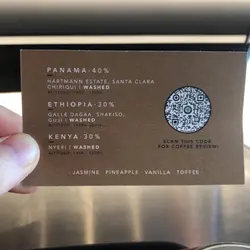 PANAMA·40%
HARTMANN ESTATE, SANTA CLARA
CHIRIQUI | WASHED
ETHIOPIA·30%
GALLE DAGAA, SHAKISO,
GUJI | WASHED
KENYA·30%
NYERI | WASHED
SCAN THIS CODE
FOR COFFEE REVIEW!
JASMINE PINEAPPLE VANILLA TOFFEE